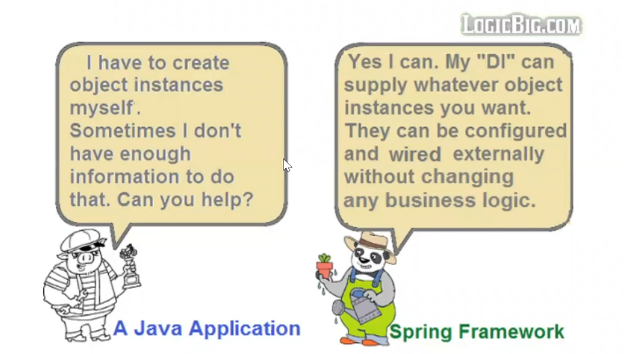 LOGICBIG.COM
I have to create
object instances
myself.
Sometimes I don't
have enough
information to do
that. Can you help?
Yes I can. My "DI" can
supply whatever object
instances you want.
They can be configured
and wired externally
without changing
any business logic.
A Java Application
Spring Framework